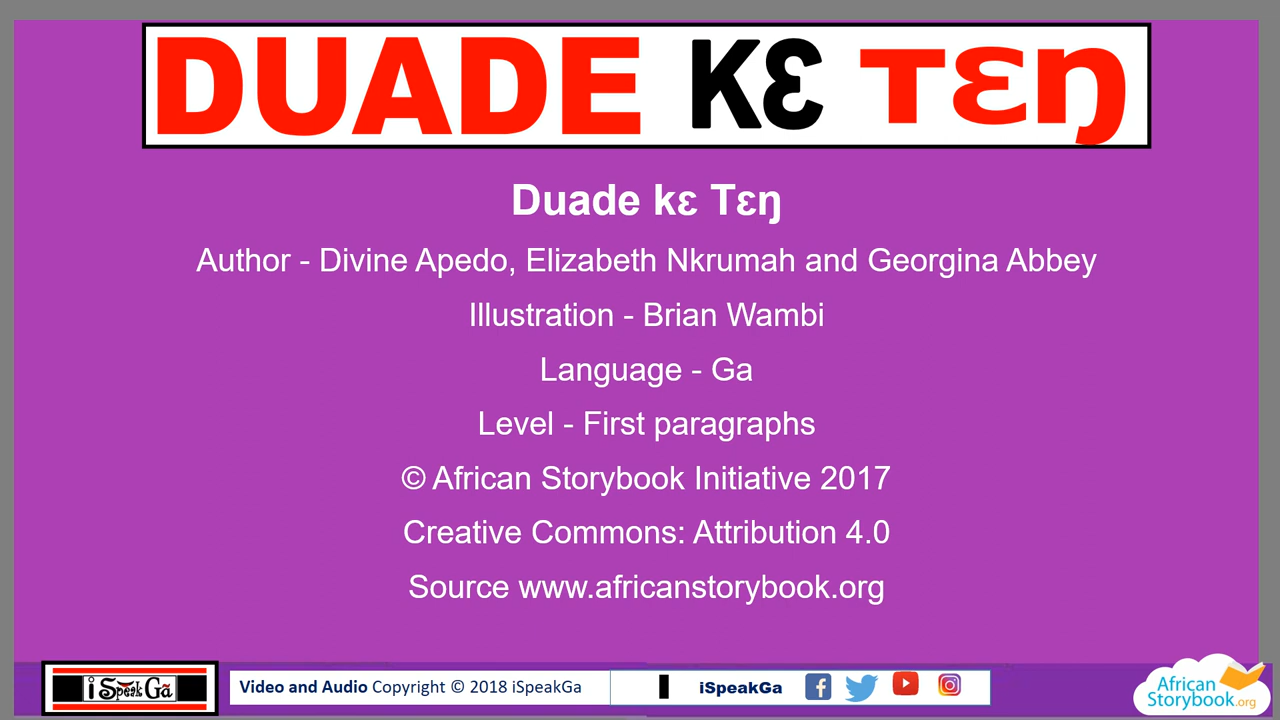 DUADE Kɛ Tɛŋ
Duade kɛ Tɛŋ
Author - Divine Apedo, Elizabeth Nkrumah and Georgina Abbey
Illustration - Brian Wambi
Language - Ga
Level - First paragraphs
© African Storybook Initiative 2017
Creative Commons: Attribution 4.0
Source www.africanstorybook.org
i Speak Gã
Video and Audio Copyright © 2018 iSpeakGa
iSpeakGa
African
Storybook.org